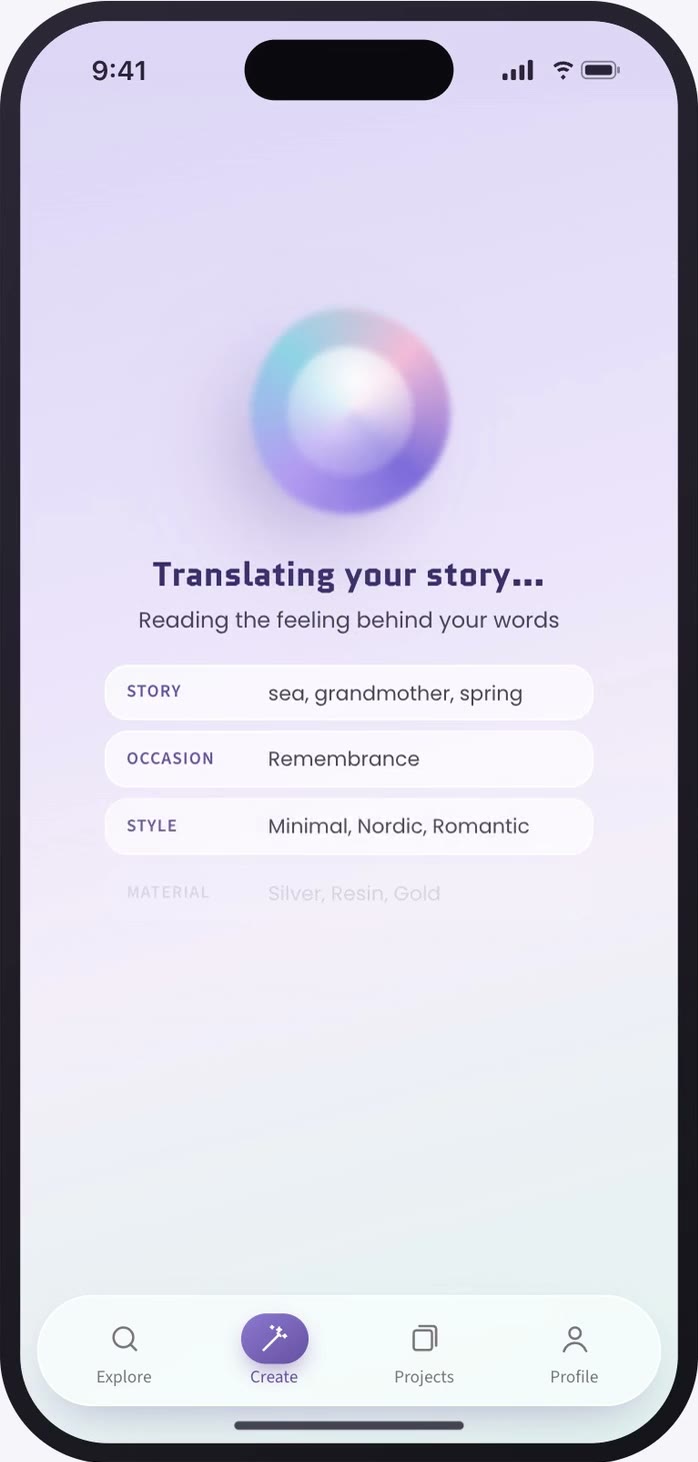 9:41
Translating your story...
Reading the feeling behind your words
STORY sea, grandmother, spring
OCCASION Remembrance
STYLE Minimal, Nordic, Romantic
MATERIAL Silver, Resin, Gold
Explore Create Projects Profile